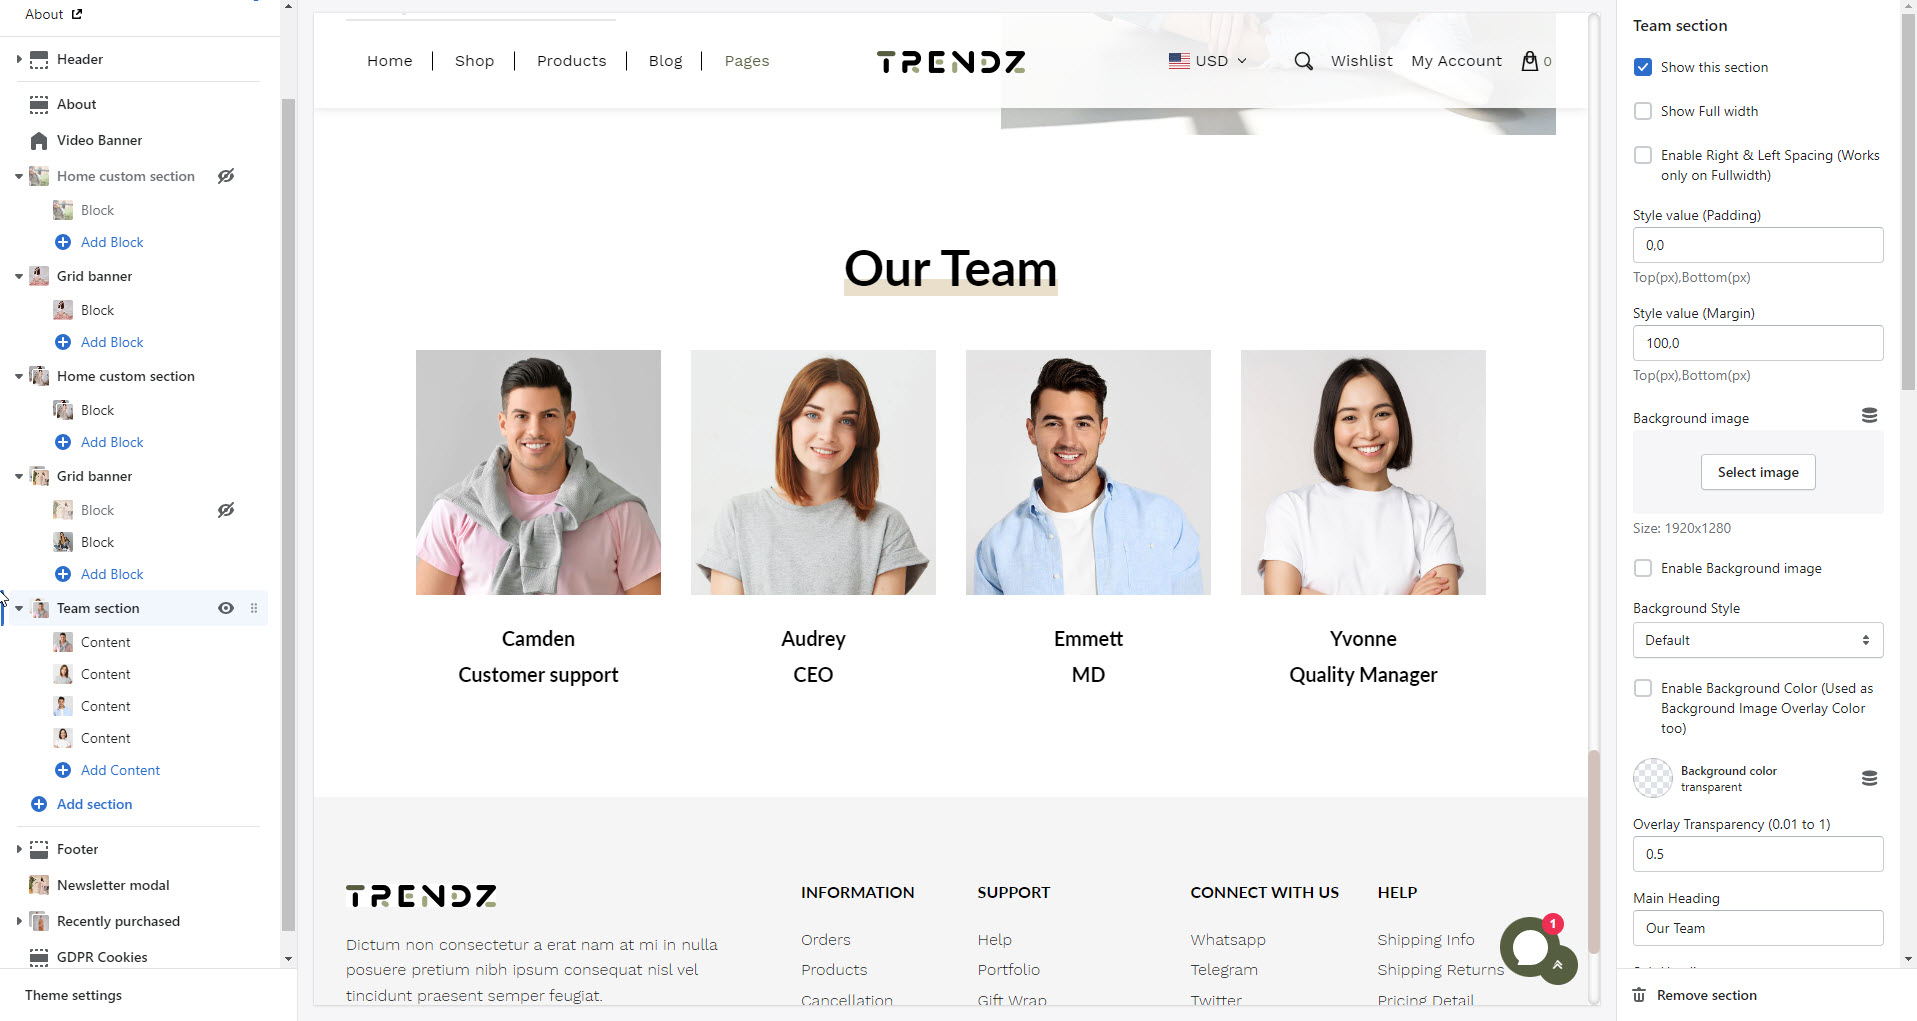 About
Header
About
Video Banner
Home custom section
Block
Add Block
Grid banner
Block
Add Block
Home custom section
Block
Add Block
Grid banner
Block
Block
Add Block
Team section
Content
Content
Content
Content
Add Content
Add section
Footer
Newsletter modal
Recently purchased
GDPR Cookies
Theme settings
Home
Shop
Products
Blog
Pages
TRENDZ
USD
Wishlist
My Account
0
Our Team
Camden
Customer support
Audrey
CEO
Emmett
MD
Yvonne
Quality Manager
TRENDZ
Dictum non consectetur a erat nam at mi in nulla
posuere pretium nibh ipsum consequat nisl vel
tincidunt praesent semper feugiat.
INFORMATION
Orders
Products
Cancellation
SUPPORT
Help
Portfolio
Gift Wrap
CONNECT WITH US
Whatsapp
Telegram
Twitter
HELP
Shipping Info
Shipping Returns
Pricing Detail
1
Team section
Show this section
Show Full width
Enable Right & Left Spacing (Works
only on Fullwidth)
Style value (Padding)
0,0
Top(px),Bottom(px)
Style value (Margin)
100,0
Top(px),Bottom(px)
Background image
Select image
Size: 1920x1280
Enable Background image
Background Style
Default
Enable Background Color (Used as
Background Image Overlay Color
too)
Background color
transparent
Overlay Transparency (0.01 to 1)
0.5
Main Heading
Our Team
Remove section